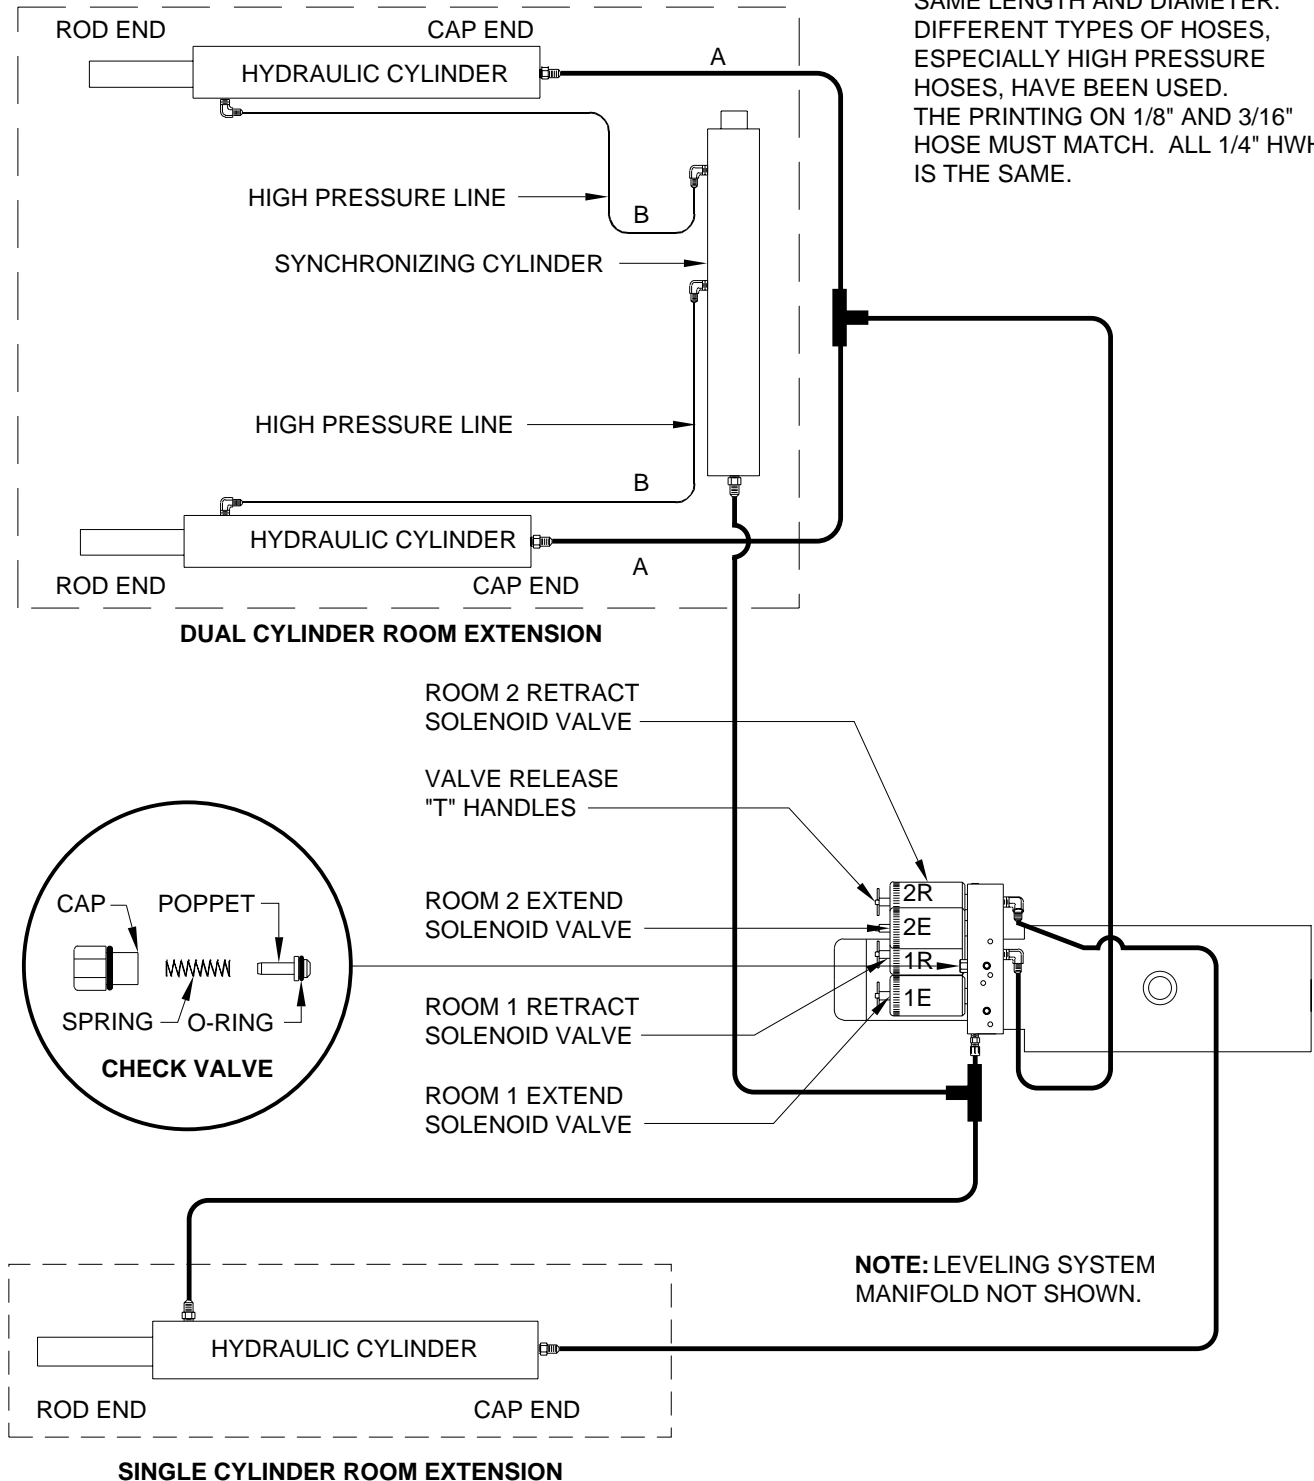 SAME LENGTH AND DIAMETER.
DIFFERENT TYPES OF HOSES,
ESPECIALLY HIGH PRESSURE
HOSES, HAVE BEEN USED.
THE PRINTING ON 1/8" AND 3/16"
HOSE MUST MATCH. ALL 1/4" HWH
IS THE SAME.
ROD END
CAP END
HYDRAULIC CYLINDER
A
HIGH PRESSURE LINE
B
SYNCHRONIZING CYLINDER
HIGH PRESSURE LINE
B
HYDRAULIC CYLINDER
A
ROD END
CAP END
DUAL CYLINDER ROOM EXTENSION
ROOM 2 RETRACT
SOLENOID VALVE
VALVE RELEASE
"T" HANDLES
ROOM 2 EXTEND
SOLENOID VALVE
ROOM 1 RETRACT
SOLENOID VALVE
ROOM 1 EXTEND
SOLENOID VALVE
2R
2E
1R
1E
CAP
POPPET
SPRING
O-RING
CHECK VALVE
NOTE: LEVELING SYSTEM
MANIFOLD NOT SHOWN.
HYDRAULIC CYLINDER
ROD END
CAP END
SINGLE CYLINDER ROOM EXTENSION